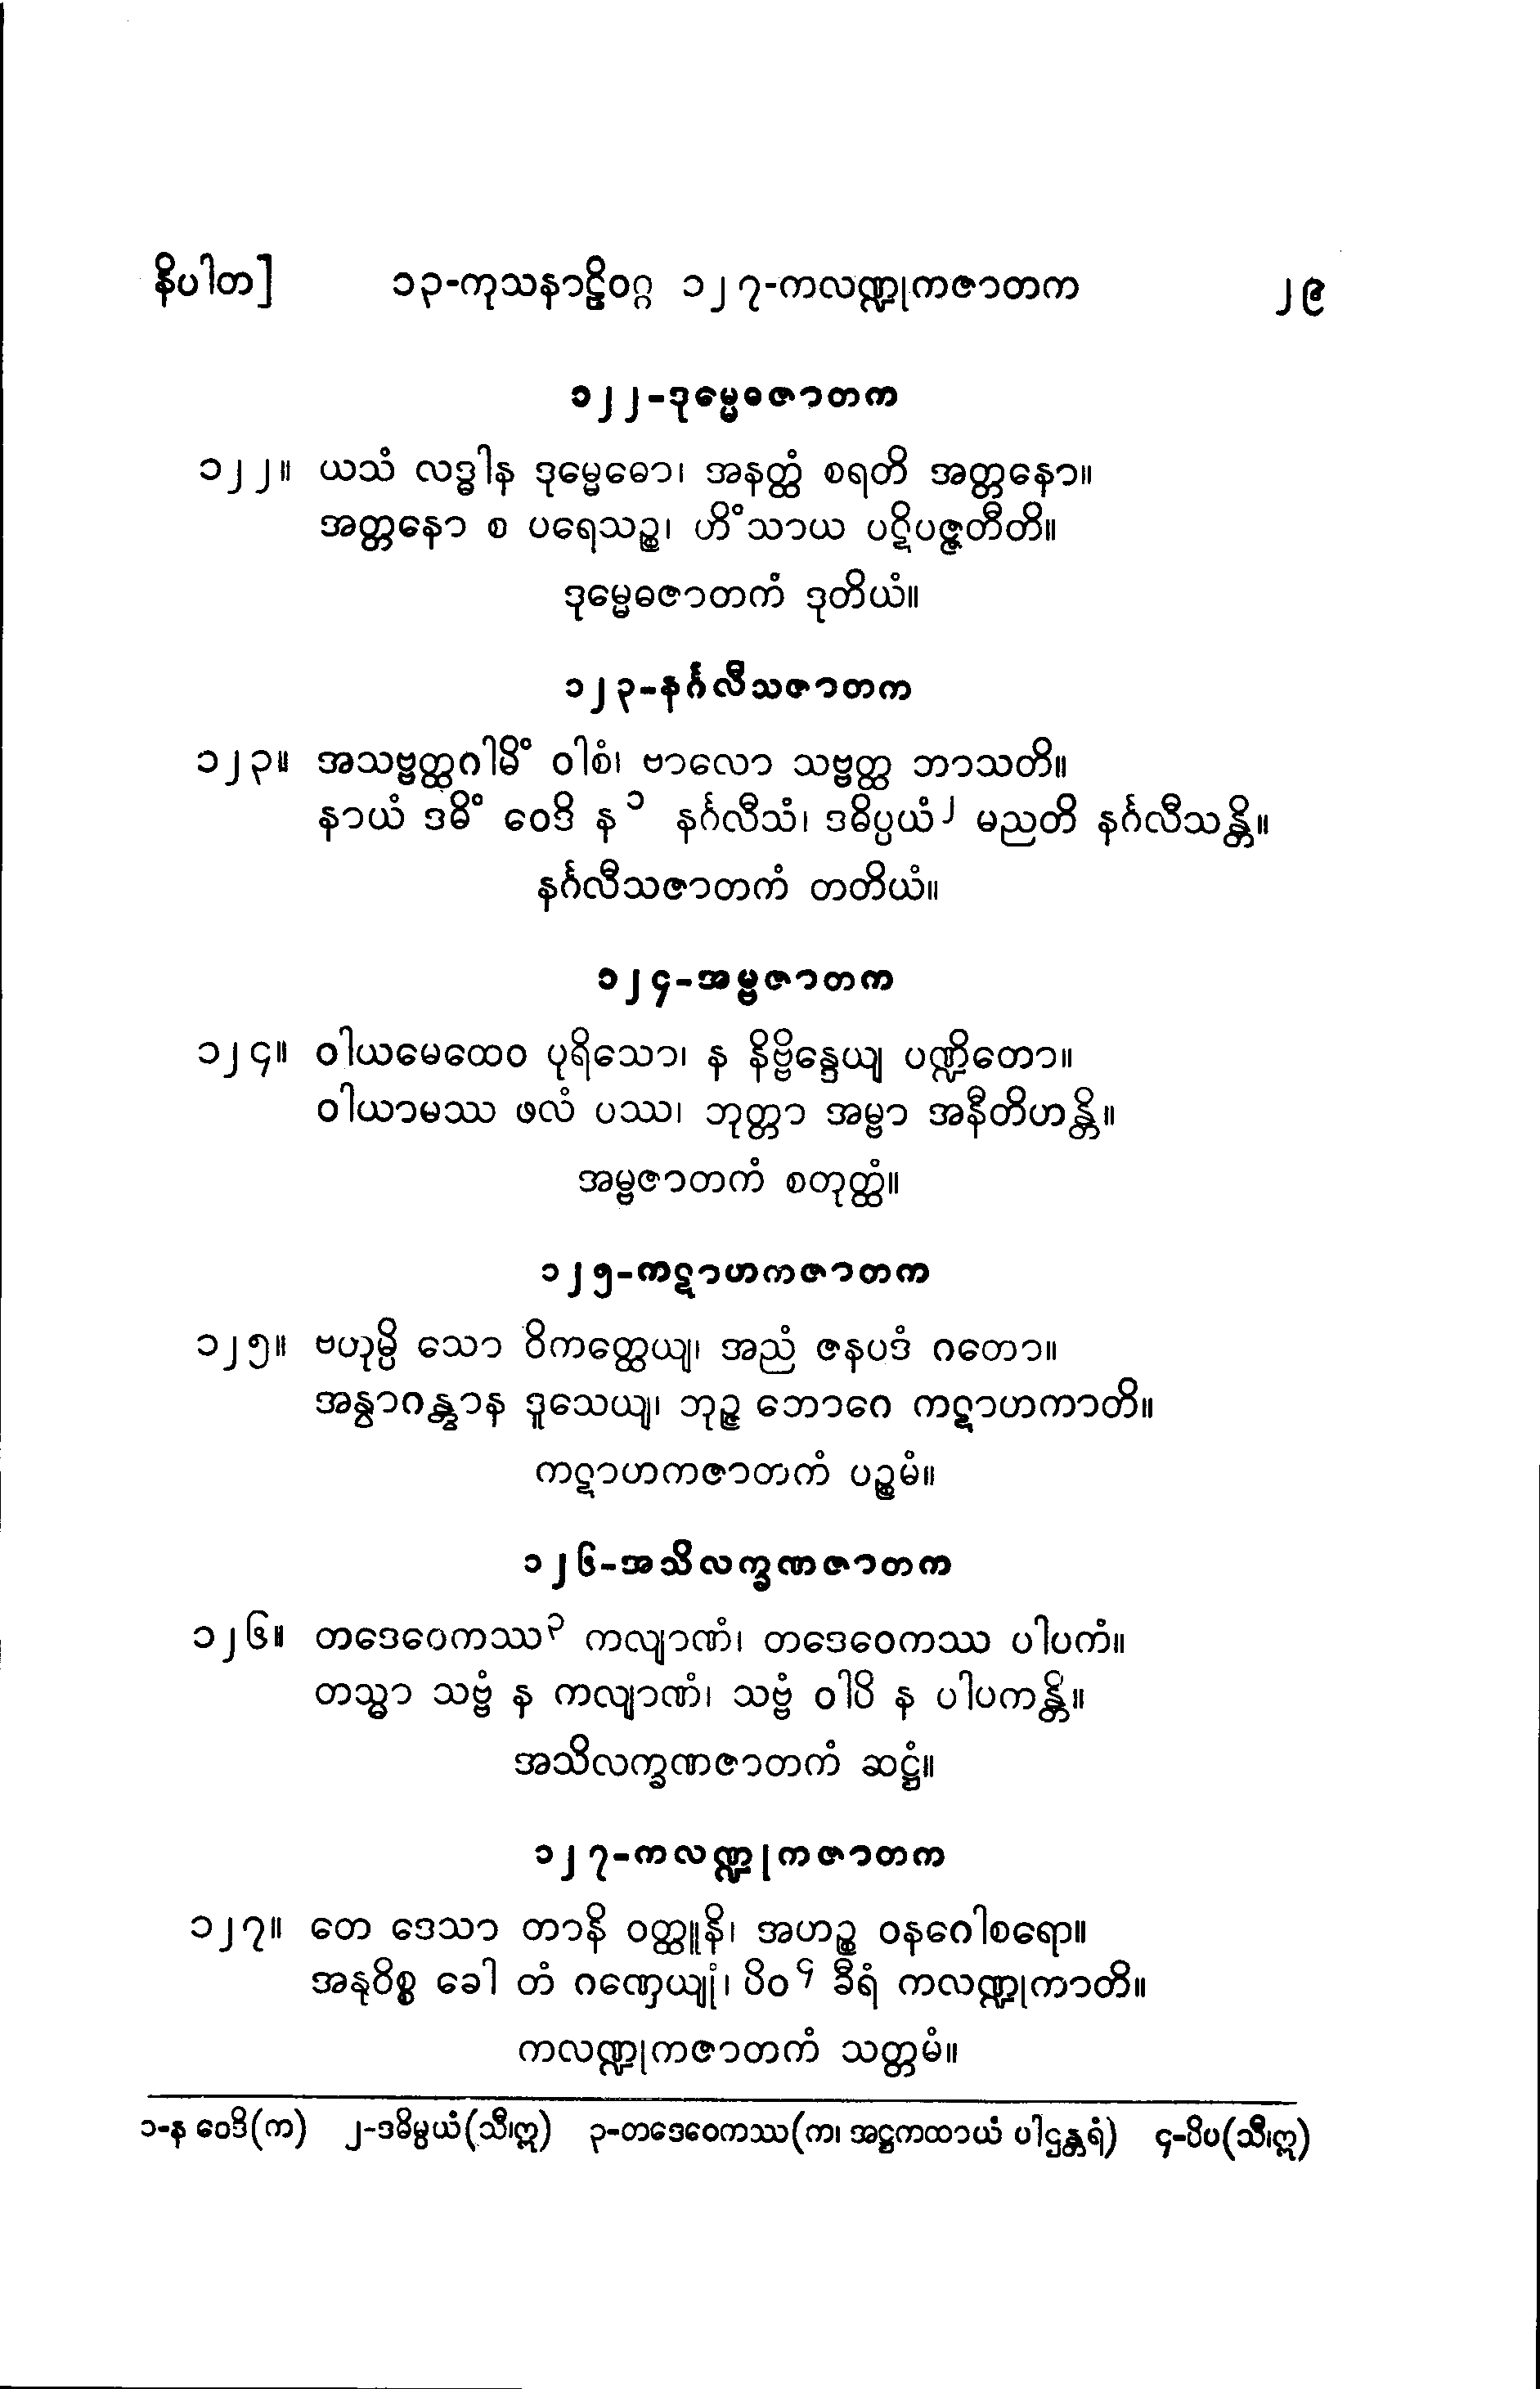 နိပါတ] ၁၃-ကုသနာဠိဝဂ္ဂ ၁၂၇-ကလဏ္ဍုကဇာတက ၂၉
၁၂၂-ဒုမ္မေဓဇာတက
၁၂၂။ ယသံ လဒ္ဓါန ဒုမ္မေဓော၊ အနတ္ထံ စရတိ အတ္တနော။
အတ္တနော စ ပရေသဉ္စ၊ ဟိံသာယ ပဋိပဇ္ဇတီတိ။
ဒုမ္မေဓဇာတကံ ဒုတိယံ။
၁၂၃-နင်္ဂလီသဇာတက
၁၂၃။ အသဗ္ဗတ္ထဂါမိံ ဝါစံ၊ ဗာလော သဗ္ဗတ္ထ ဘာသတိ။
နာယံ ဒဓိံ ဝေဒိ န ၁ နင်္ဂလီသံ၊ ဒဓိပ္ပယံ ၂ မညတိ နင်္ဂလီသန္တိ။
နင်္ဂလီသဇာတကံ တတိယံ။
၁၂၄-အမ္ဗဇာတက
၁၂၄။ ဝါယမေထေဝ ပုရိသော၊ န နိဗ္ဗိန္ဒေယျ ပဏ္ဍိတော။
ဝါယာမဿ ဖလံ ပဿ၊ ဘုတ္တာ အမ္ဗာ အနီတိဟန္တိ။
အမ္ဗဇာတကံ စတုတ္ထံ။
၁၂၅-ကဋာဟကဇာတက
၁၂၅။ ဗဟုမ္ပိ သော ဝိကတ္ထေယျ၊ အညံ ဇနပဒံ ဂတော။
အန္ဝာဂန္တွာန ဒူသေယျ၊ ဘုဉ္ဇ ဘောဂေ ကဋာဟကာတိ။
ကဋာဟကဇာတကံ ပဉ္စမံ။
၁၂၆-အသိလက္ခဏဇာတက
၁၂၆။ တဒေဝေကဿ ၃ ကလျာဏံ၊ တဒေဝေကဿ ပါပကံ။
တသ္မာ သဗ္ဗံ န ကလျာဏံ၊ သဗ္ဗံ ဝါပိ န ပါပကန္တိ။
အသိလက္ခဏဇာတကံ ဆဋ္ဌံ။
၁၂၇-ကလဏ္ဍုကဇာတက
၁၂၇။ တေ ဒေသာ တာနိ ဝတ္ထူနိ၊ အဟဉ္စ ဝနဂေါစရော။
အနုဝိစ္စ ခေါ တံ ဂဏှေယျုံ၊ ပိဝ ၄ ခီရံ ကလဏ္ဍုကာတိ။
ကလဏ္ဍုကဇာတကံ သတ္တမံ။
၁-န ဝေဒိ(က) ၂-ဒဓိမ္ပယံ(သီ၊ဣ) ၃-တဒေဝေကဿ(က၊ အဋ္ဌကထာယံ ပါဌန္တရံ) ၄-ပိပ(သီ၊ဣ)